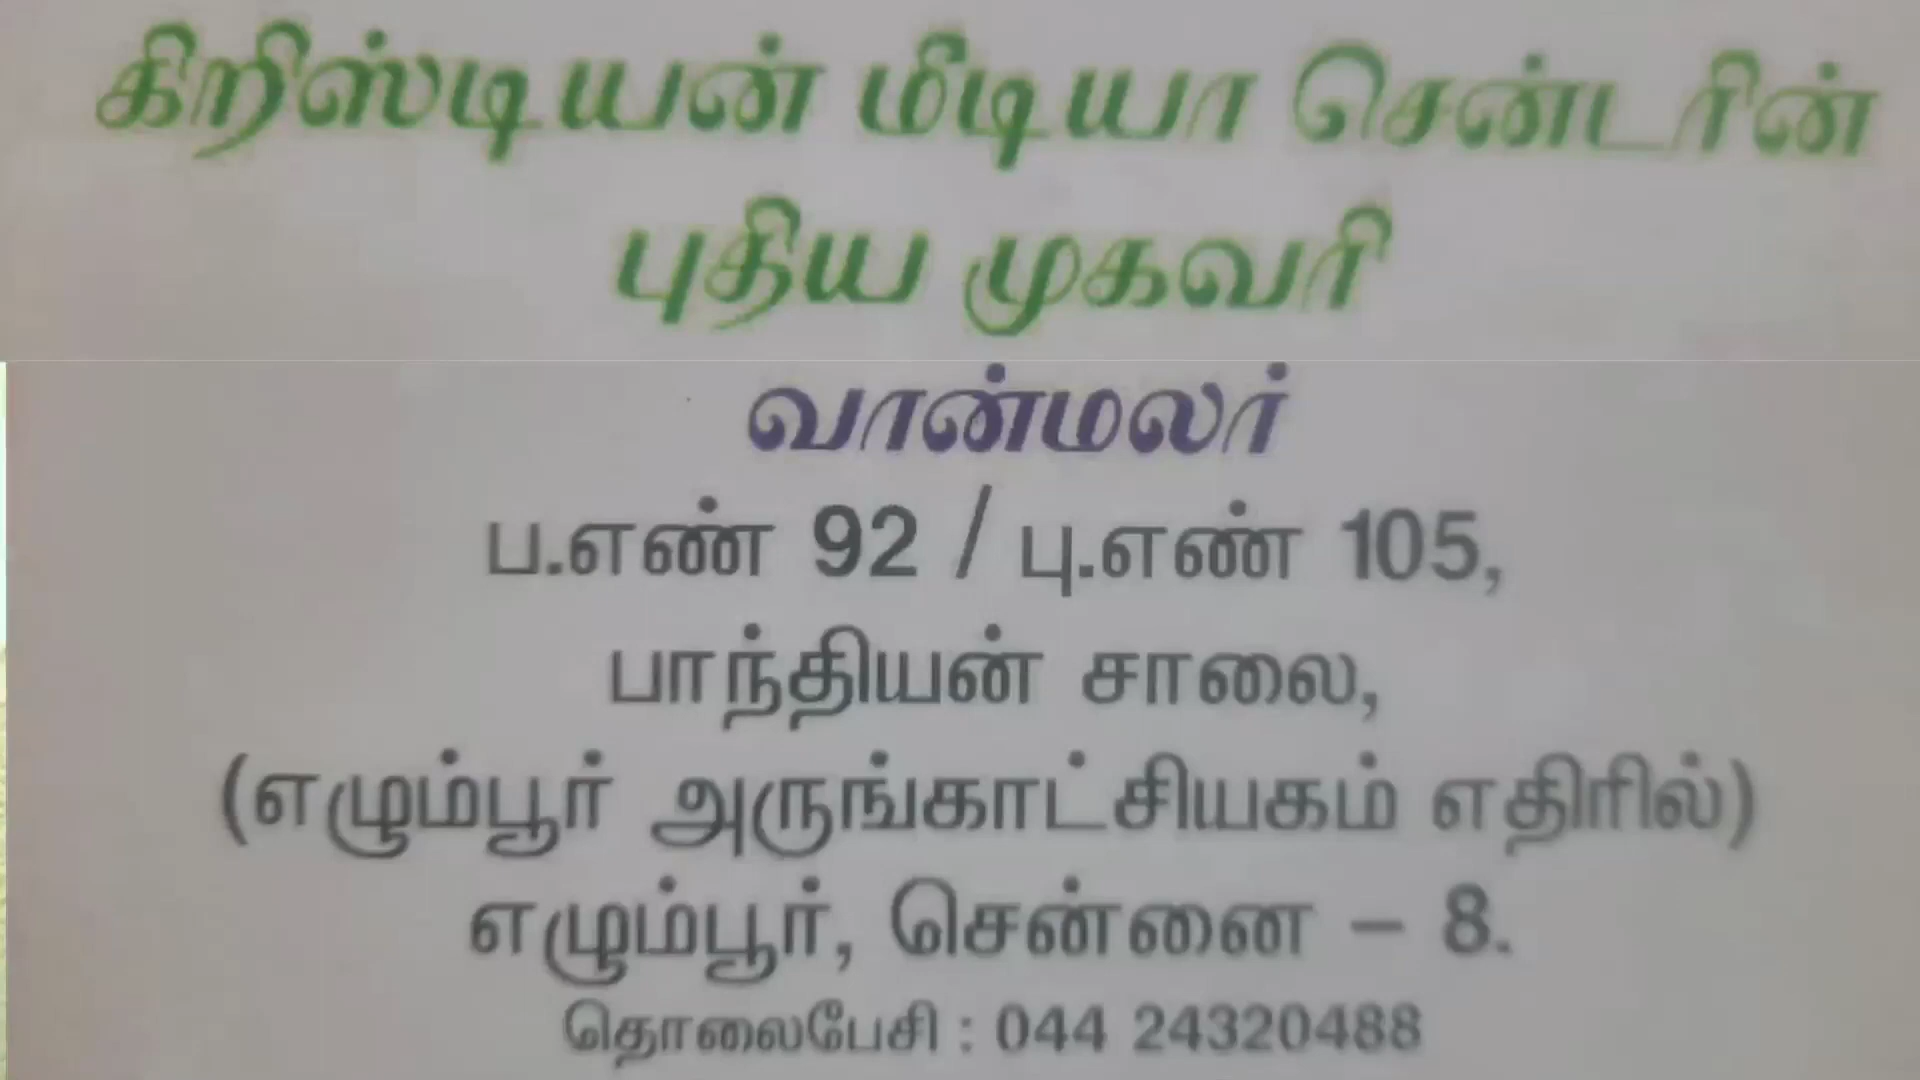 கிறிஸ்டியன் மீடியா சென்டரின்
புதிய முகவரி
வான்மலர்
ப.எண் 92 / பு.எண் 105,
பாந்தியன் சாலை,
(எழும்பூர் அருங்காட்சியகம் எதிரில்)
எழும்பூர், சென்னை – 8.
தொலைபேசி : 044 24320488